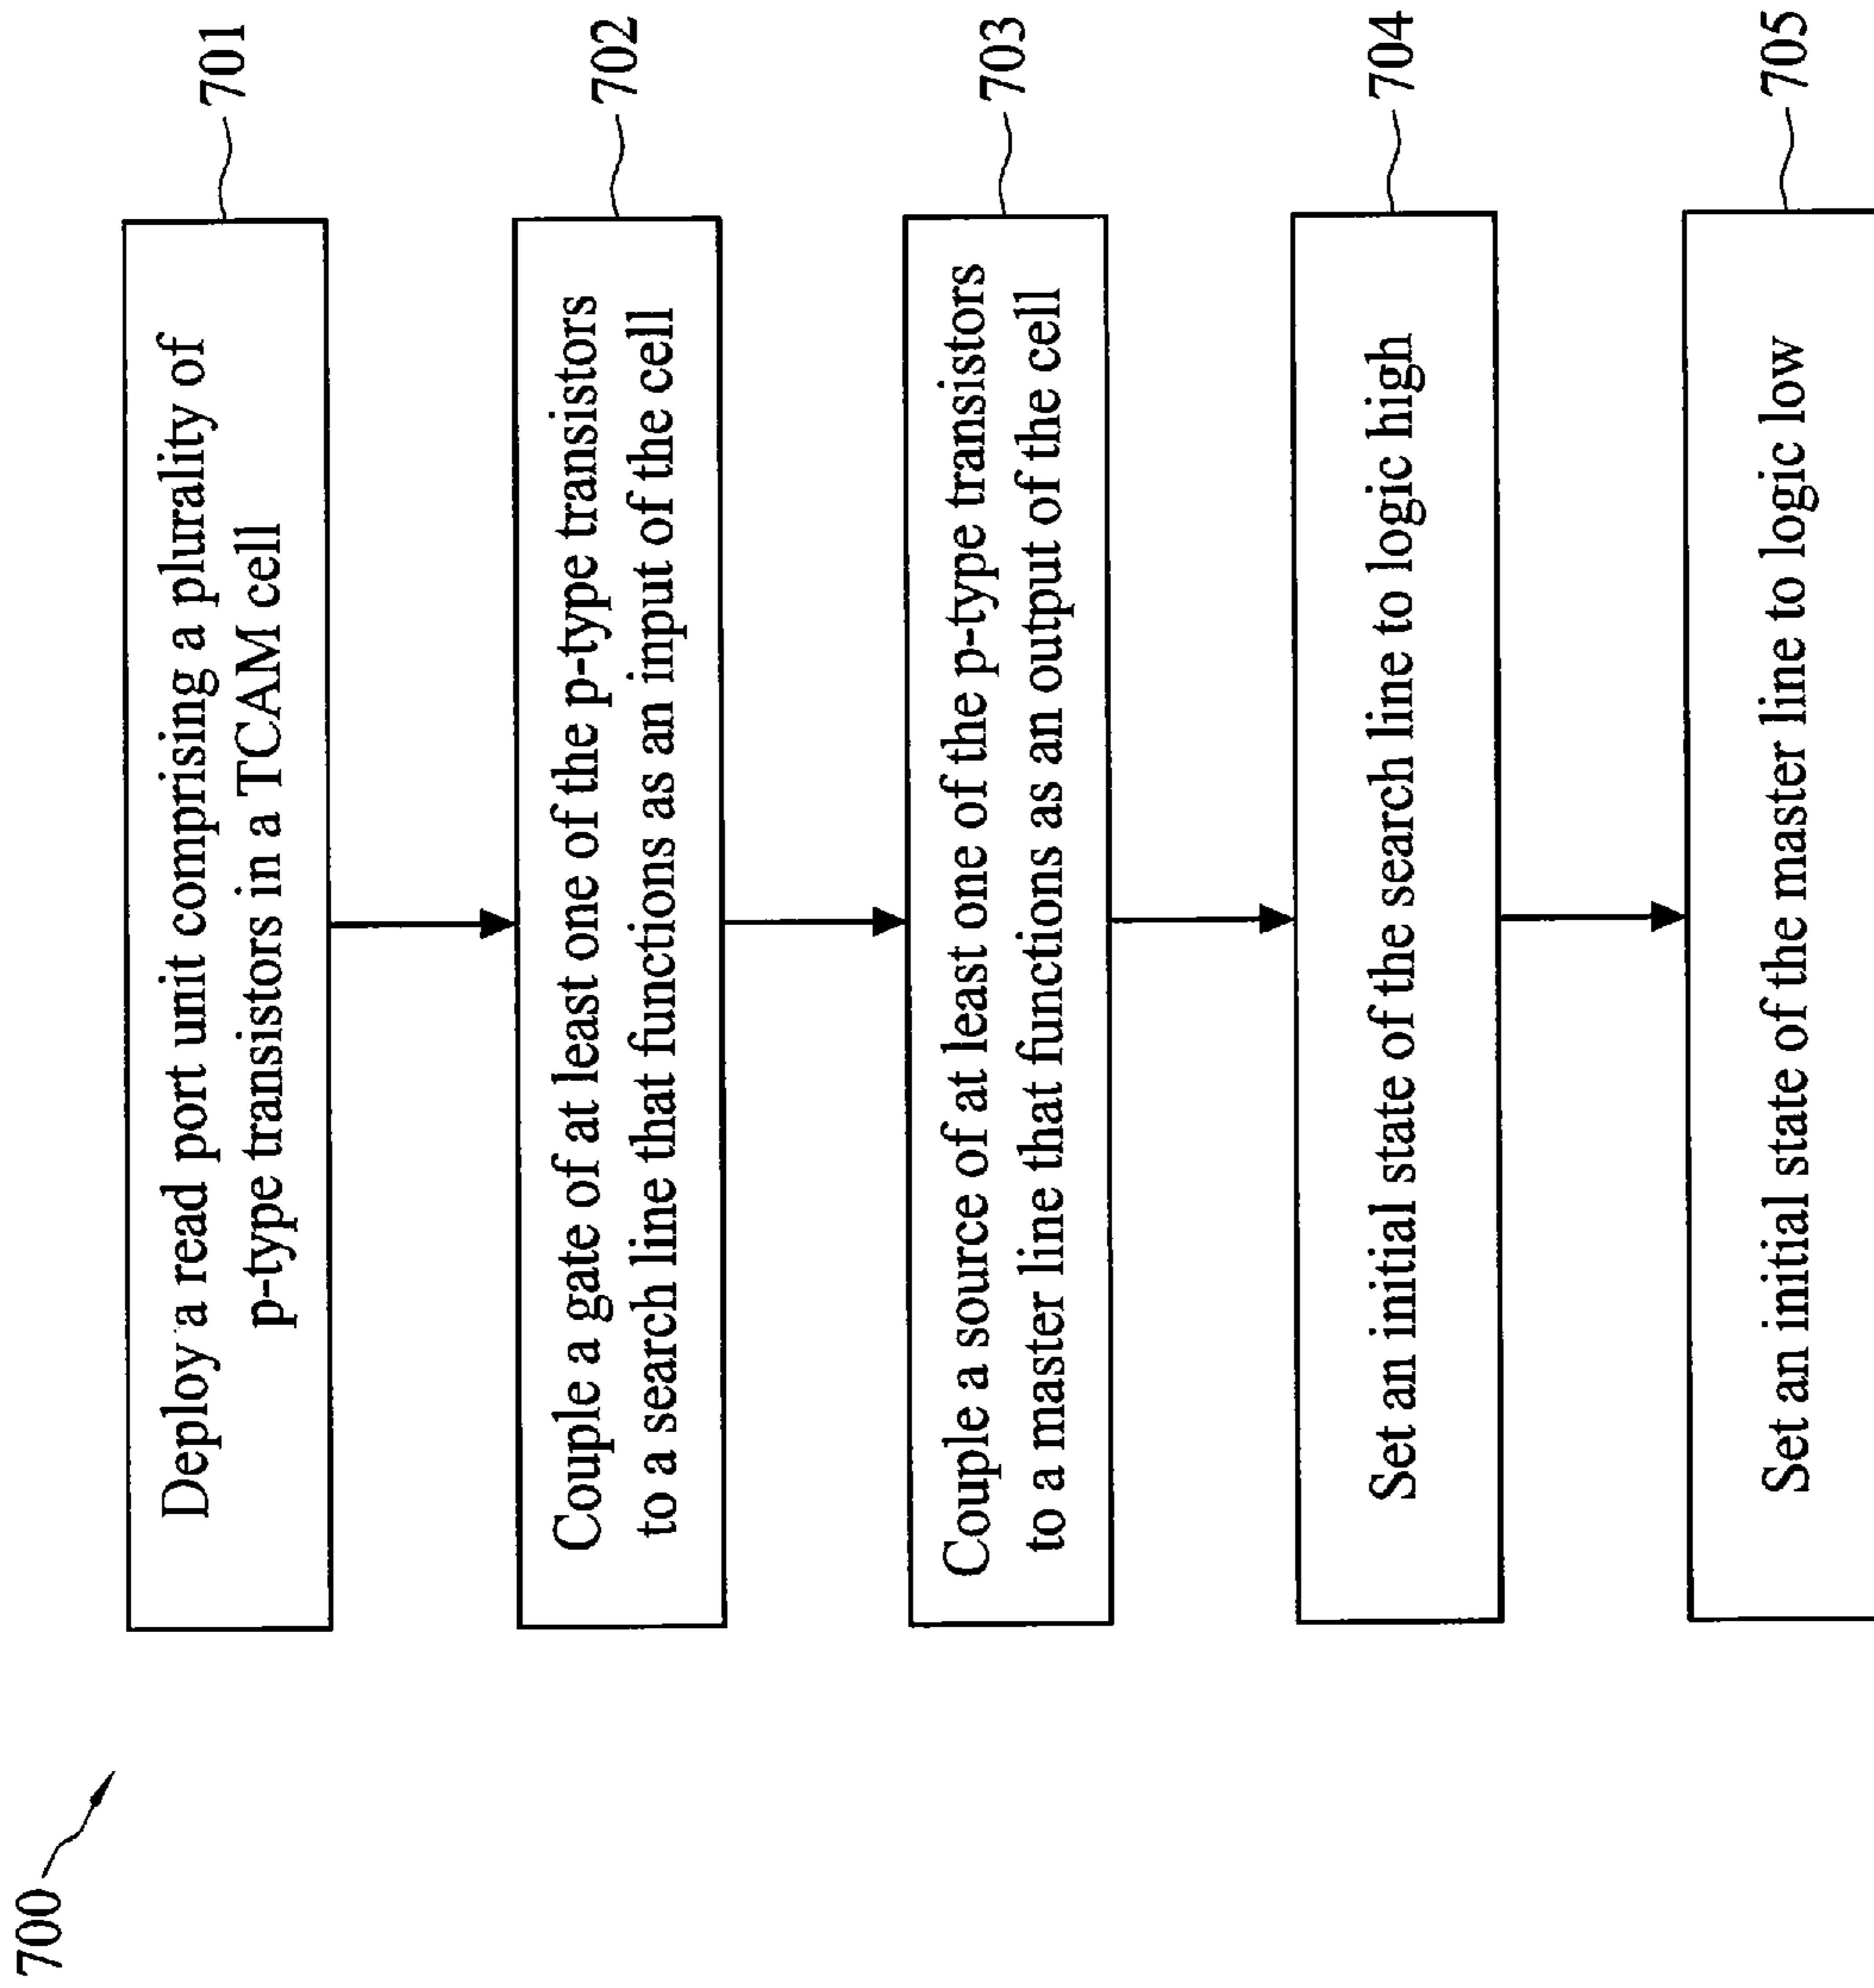 700
Deploy a read port unit comprising a plurality of
p-type transistors in a TCAM cell
701
Couple a gate of at least one of the p-type transistors
to a search line that functions as an input of the cell
702
Couple a source of at least one of the p-type transistors
to a master line that functions as an output of the cell
703
Set an initial state of the search line to logic high
704
Set an initial state of the master line to logic low
705